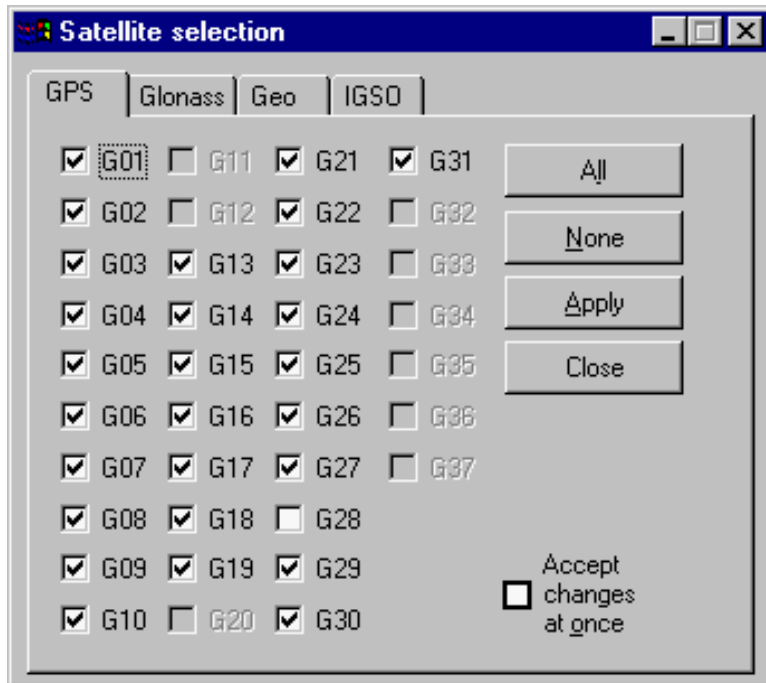 Satellite selection
GPS Glonass Geo IGSO
G01 G11 G21 G31 All
G02 G12 G22 G32
None
G03 G13 G23 G33
G04 G14 G24 G34 Apply
G05 G15 G25 G35 Close
G06 G16 G26 G36
G07 G17 G27 G37
G08 G18 G28
G09 G19 G29
G10 G20 G30
Accept
changes
at once